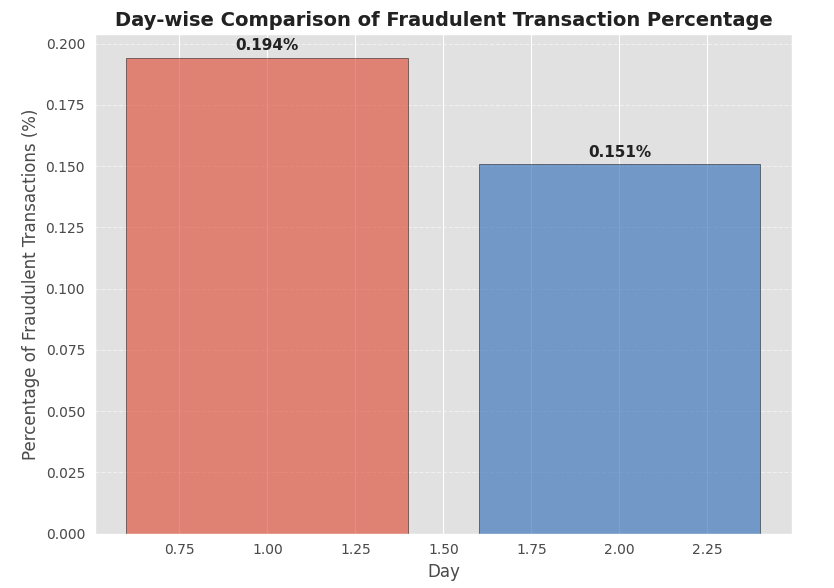 Day-wise Comparison of Fraudulent Transaction Percentage
0.194%
0.151%
Percentage of Fraudulent Transactions (%)
0.200
0.175
0.150
0.125
0.100
0.075
0.050
0.025
0.000
0.75 1.00 1.25 1.50 1.75 2.00 2.25
Day